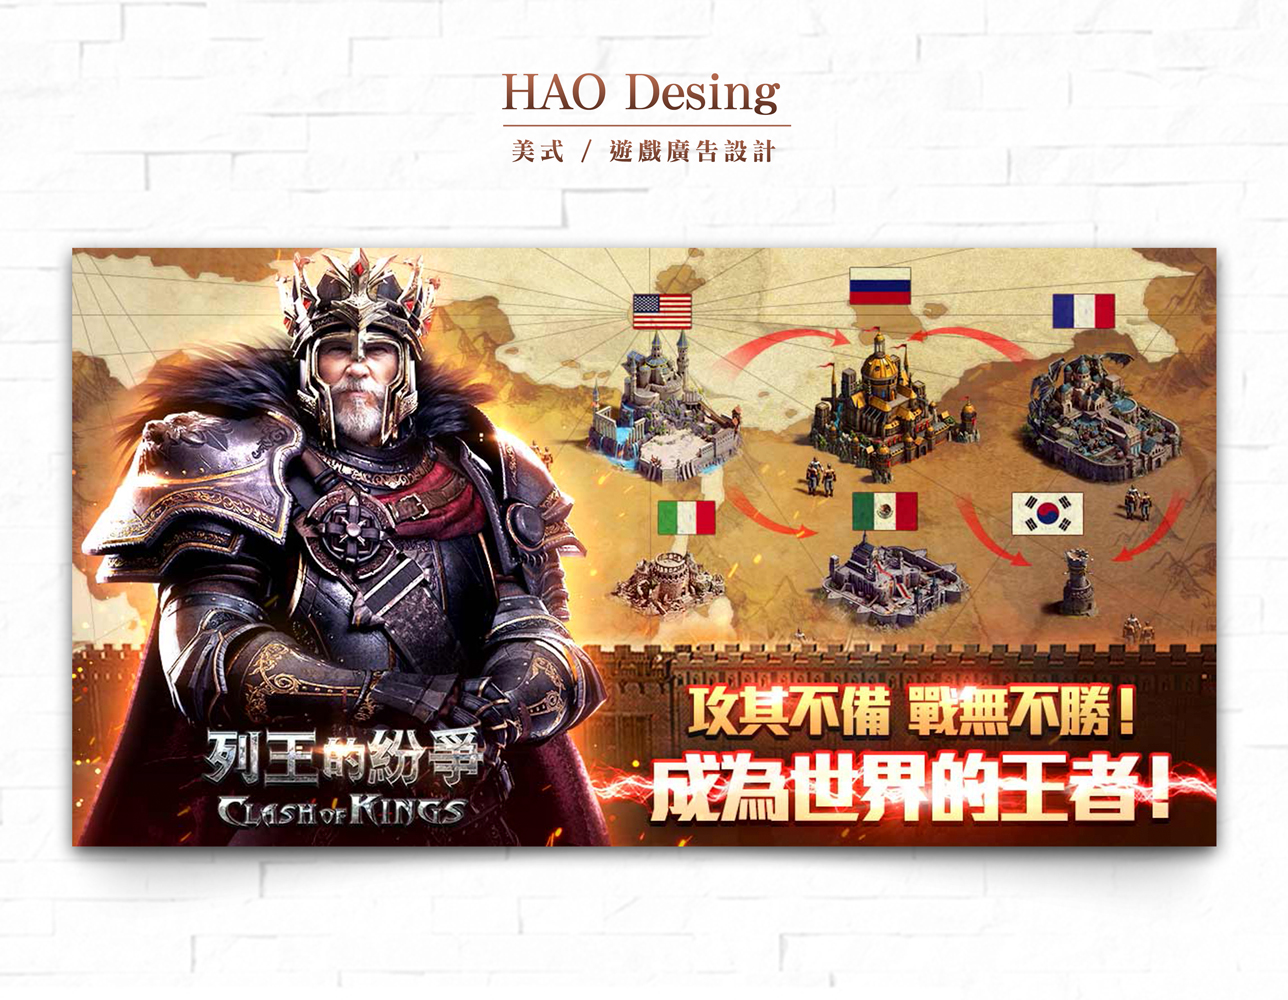 HAO Desing
美式 / 遊戲廣告設計
列王的紛爭
CLASH OF KINGS
攻其不備 戰無不勝！
成為世界的王者！